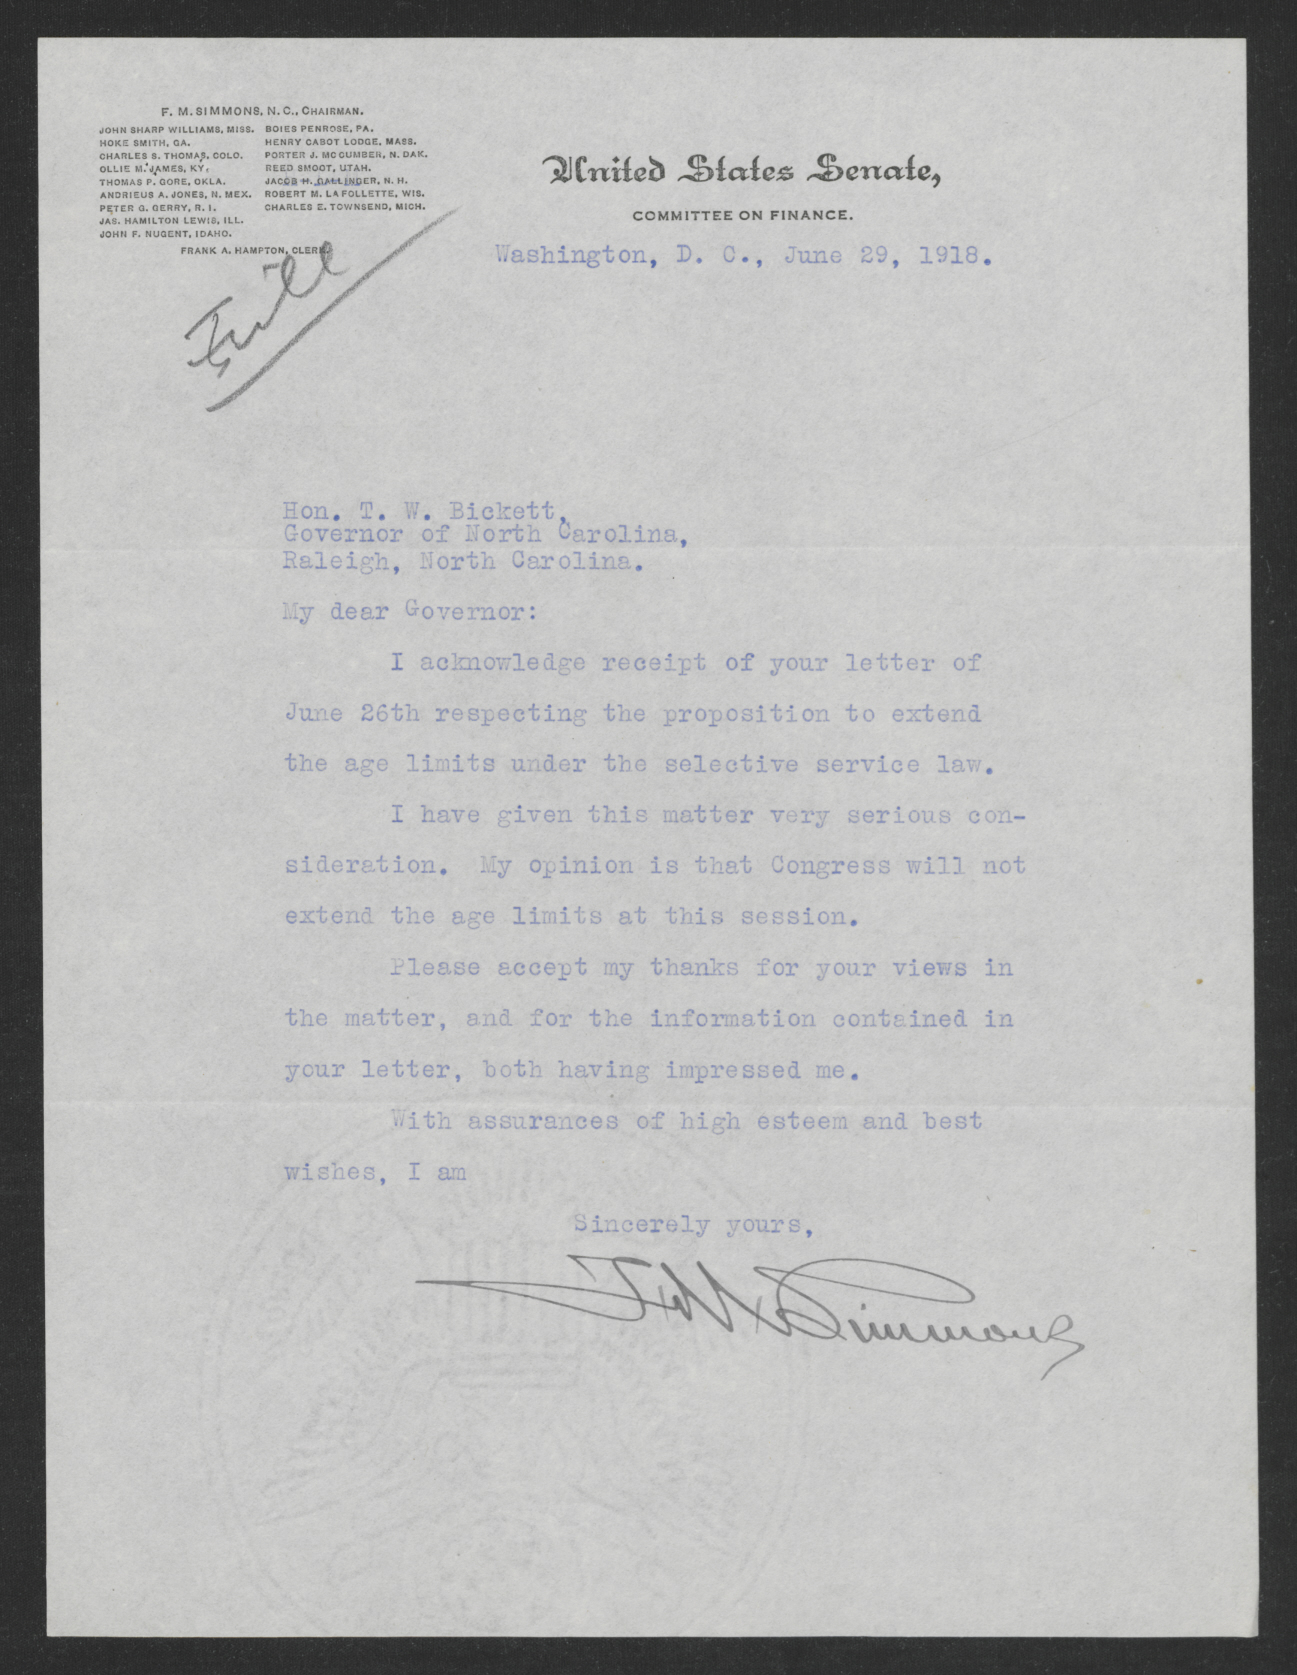 F. M. SIMMONS, N. C., CHAIRMAN.
JOHN SHARP WILLIAMS, MISS.
HOKE SMITH, GA.
CHARLES S. THOMAS, COLO.
OLLIE M. JAMES, KY.
THOMAS P. GORE, OKLA.
ANDRIEUS A. JONES, N. MEX.
PETER G. GERRY, R. I.
JAS. HAMILTON LEWIS, ILL.
JOHN F. NUGENT, IDAHO.
BOIES PENROSE, PA.
HENRY CABOT LODGE, MASS.
PORTER J. MCCUMBER, N. DAK.
REED SMOOT, UTAH.
JACOB H. GALLINGER, N. H.
ROBERT M. LA FOLLETTE, WIS.
CHARLES E. TOWNSEND, MICH.
FRANK A. HAMPTON, CLERK.
United States Senate,
COMMITTEE ON FINANCE.
Washington, D. C., June 29, 1918.
Hon. T. W. Bickett,
Governor of North Carolina,
Raleigh, North Carolina.
My dear Governor:
I acknowledge receipt of your letter of
June 26th respecting the proposition to extend
the age limits under the selective service law.
I have given this matter very serious con-
sideration. My opinion is that Congress will not
extend the age limits at this session.
Please accept my thanks for your views in
the matter, and for the information contained in
your letter, both having impressed me.
With assurances of high esteem and best
wishes, I am
Sincerely yours,
F. M. Simmons